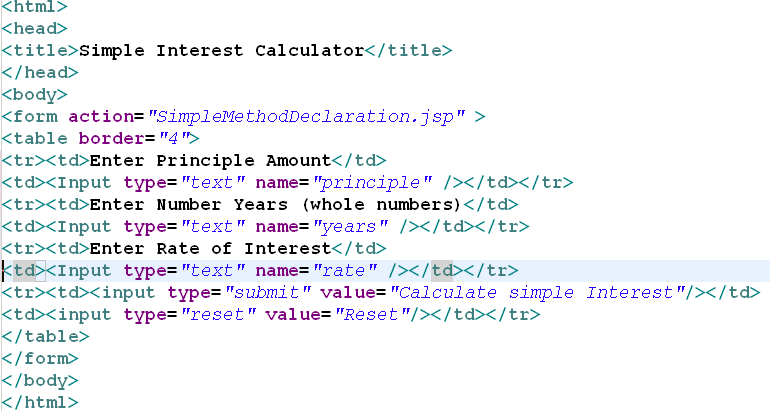 <html>
<head>
<title>Simple Interest Calculator</title>
</head>
<body>
<form action="SimpleMethodDeclaration.jsp" >
<table border="4">
<tr><td>Enter Principle Amount</td>
<td><Input type="text" name="principle" /></td></tr>
<tr><td>Enter Number Years (whole numbers)</td>
<td><Input type="text" name="years" /></td></tr>
<tr><td>Enter Rate of Interest</td>
<td><Input type="text" name="rate" /></td></tr>
<tr><td><input type="submit" value="Calculate simple Interest"/></td>
<td><input type="reset" value="Reset"/></td></tr>
</table>
</form>
</body>
</html>